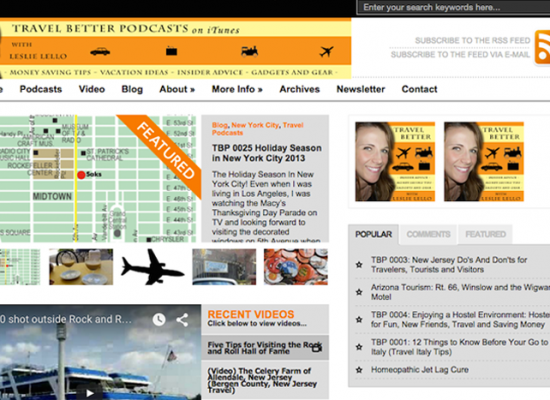 Enter your search keywords here...
TRAVEL BETTER PODCASTS on iTunes
WITH
LESLIE LELLO
MONEY SAVING TIPS - VACATION IDEAS - INSIDER ADVICE - GADGETS AND GEAR -
SUBSCRIBE TO THE RSS FEED
SUBSCRIBE TO THE FEED VIA E-MAIL
Podcasts Video Blog About » More Info » Archives Newsletter Contact
FEATURED
MUSEUM OF
AMERICAN
CRAFT
ROCKEFELLER
CENTER
ST. PATRICK'S
CATHEDRAL
Saks
MIDTOWN
Blog, New York City, Travel
Podcasts
TBP 0025 Holiday Season
in New York City 2013
Holiday Season in New York
City! Even when I was
living in Los Angeles, I was
watching the Macy's
Thanksgiving Day Parade on
TV and looking forward to
visiting the decorated
windows on 5th Avenue when
TRAVEL
BETTER
WITH
LESLIE LELLO
TRAVEL
BETTER
WITH
LESLIE LELLO
POPULAR COMMENTS FEATURED
TBP 0003: New Jersey Do's And Don'ts for
Travelers, Tourists and Visitors
Arizona Tourism: Rt. 66, Winslow and the Wigwam
Motel
TBP 0004: Enjoying a Hostel Environment: Hostels
for Fun, New Friends, Travel and Saving Money
TBP 0001: 12 Things to Know Before Your Go to
Italy (Travel Italy Tips)
Homeopathic Jet Lag Cure
0 shot outside Rock and R...
RECENT VIDEOS
Click below to view videos...
Five Tips for Visiting the Rock
and Roll Hall of Fame
(Video) The Celery Farm of
Allendale, New Jersey
(Bergen County, New Jersey
Travel)